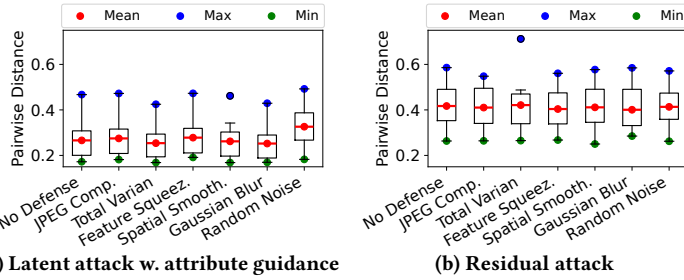 Mean Max Min
Pairwise Distance
0.6
0.4
0.2
No Defense
JPEG Comp.
Total Varian
Feature Squeez.
Spatial Smooth.
Gaussian Blur
Random Noise
) Latent attack w. attribute guidance
Mean Max Min
Pairwise Distance
0.6
0.4
0.2
No Defense
JPEG Comp.
Total Varian
Feature Squeez.
Spatial Smooth.
Gaussian Blur
Random Noise
(b) Residual attack